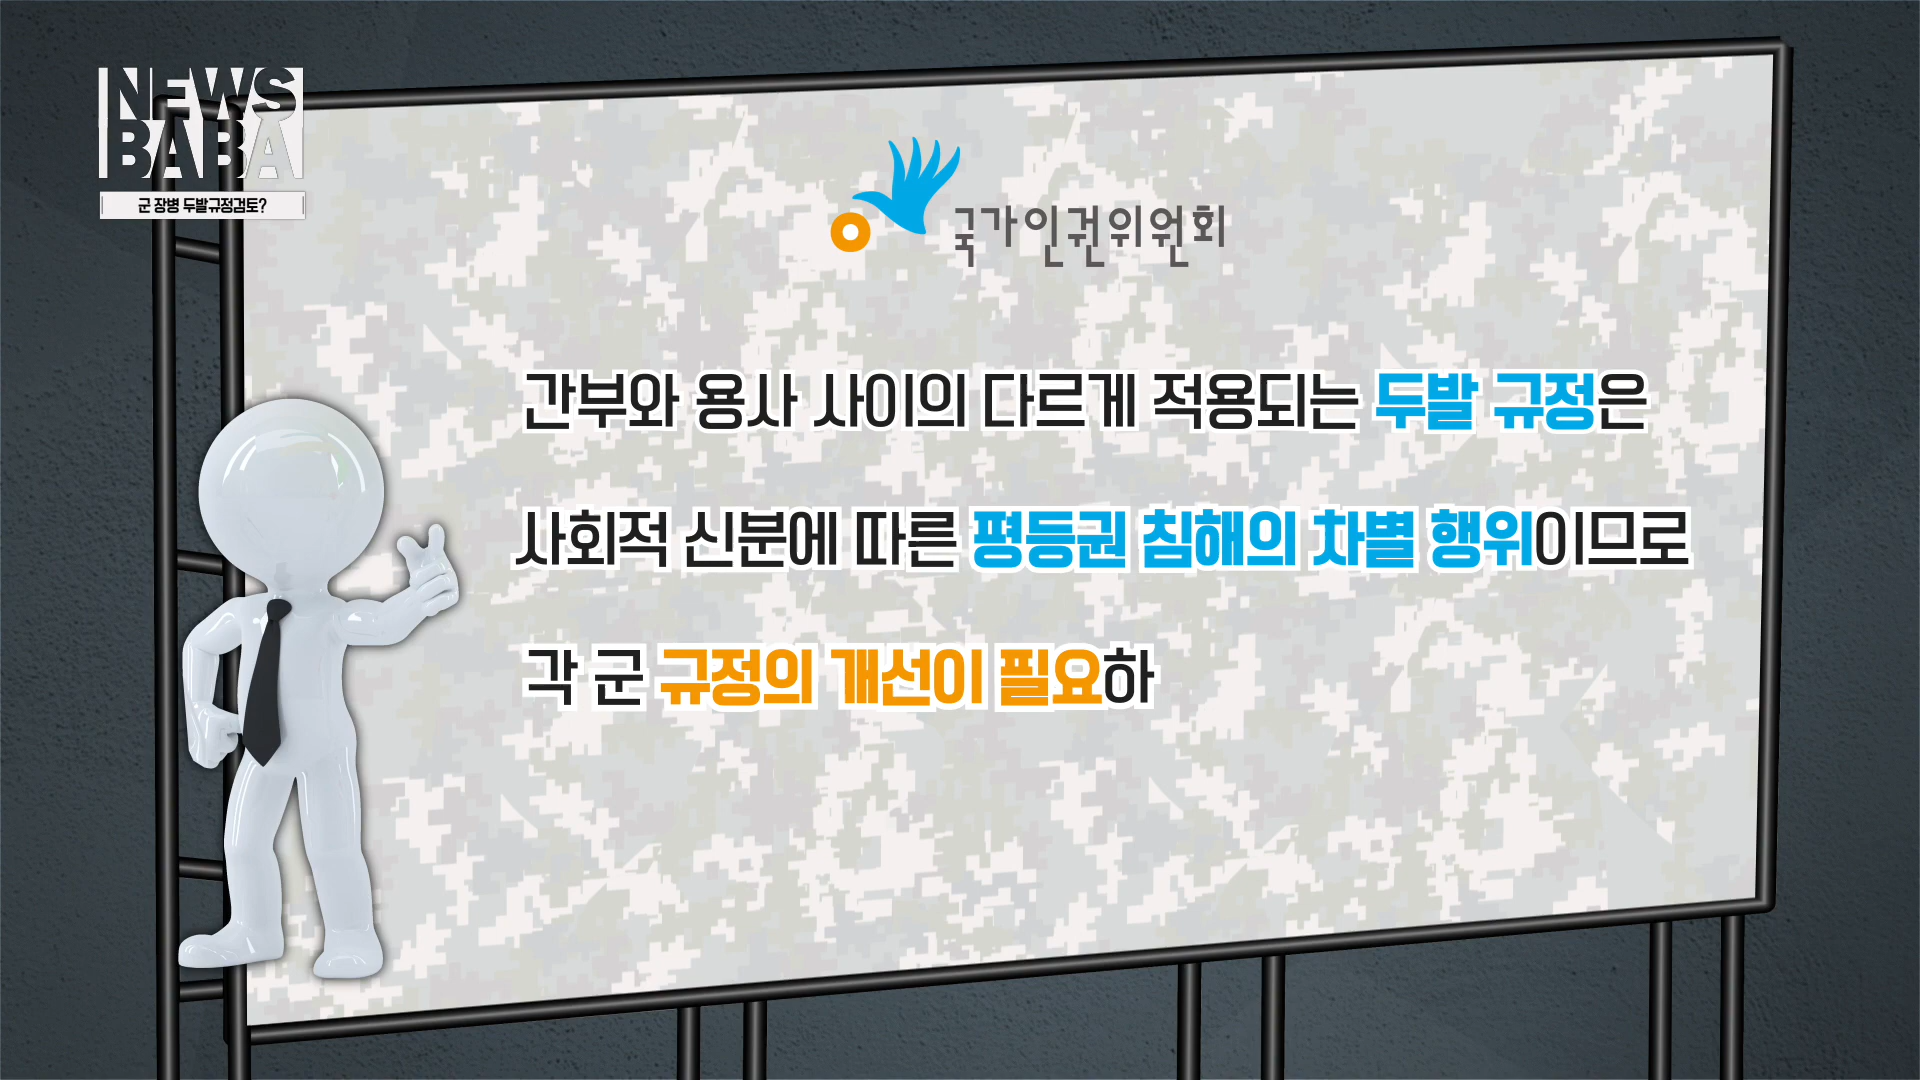 NEWS
BABA
군 장병 두발규정검토?
국가인권위원회
간부와 용사 사이의 다르게 적용되는 두발 규정은
사회적 신분에 따른 평등권 침해의 차별 행위이므로
각 군 규정의 개선이 필요하